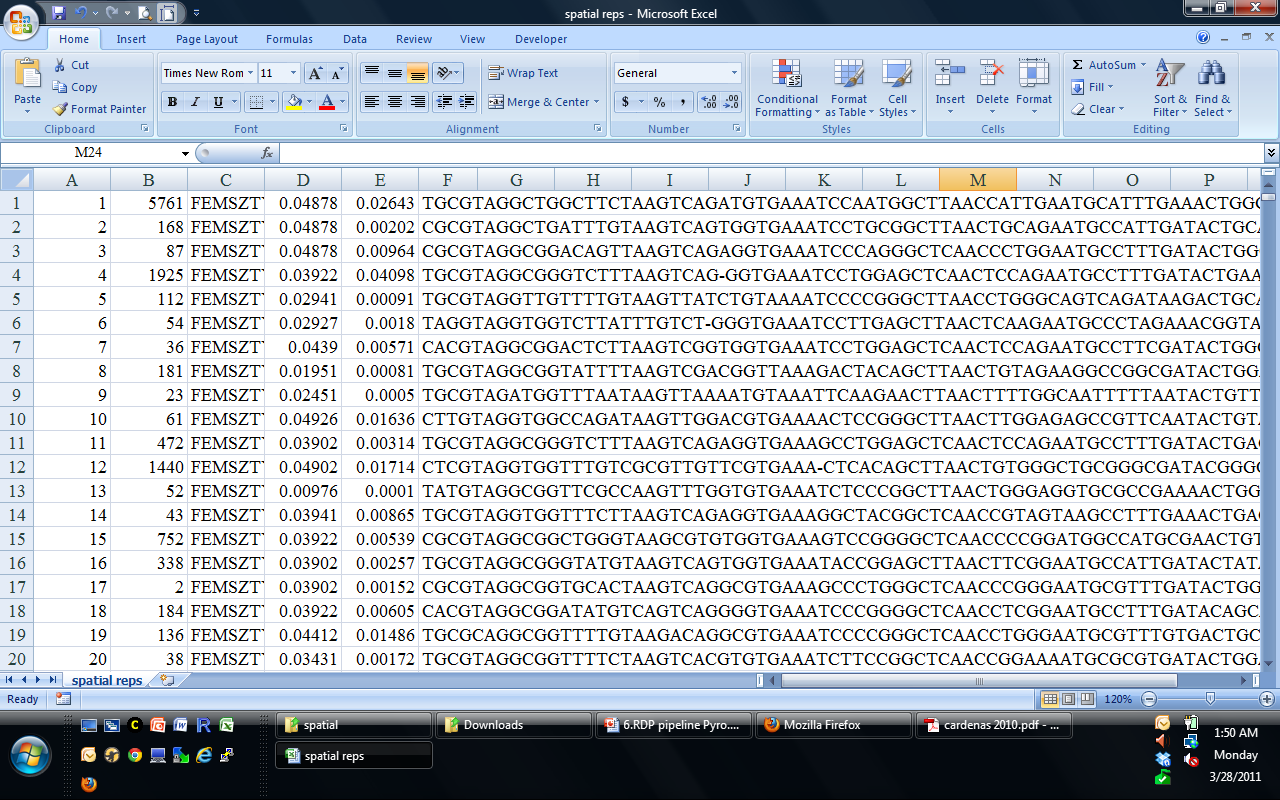 spatial reps - Microsoft Excel
Home Insert Page Layout Formulas Data Review View Developer
Paste Cut Copy Format Painter Clipboard
Times New Rom 11 A A B I U A Font
Wrap Text Merge & Center Alignment
General $ % , .0 .00 .00 .0 Number
Conditional Formatting Format as Table Cell Styles Styles
Insert Delete Format Cells
Σ AutoSum Fill Clear Sort & Filter Find & Select Editing
M24 fx
A B C D E F G H I J K L M N O P
1 1 5761 FEMSZT 0.04878 0.02643 TGCGTAGGCTGGCTTCTAAGTCAGATGTGAAATCCAATGGCTTAACCATTGAATGCATTTGAAACTGGG
2 2 168 FEMSZT 0.04878 0.00202 CGCGTAGGCTGATTTGTAAGTCAGTGGTGAAATCCTGCGGCTTAACTGCAGAATGCCATTGATACTGCA
3 3 87 FEMSZT 0.04878 0.00964 CGCGTAGGCGGACAGTTAAGTCAGAGGTGAAATCCCAGGGCTCAACCCTGGAATGCCTTTGATACTGG
4 4 1925 FEMSZT 0.03922 0.04098 TGCGTAGGCGGGTCTTTAAGTCAG-GGTGAAATCCTGGAGCTCAACTCCAGAATGCCTTTGATACTGAA
5 5 112 FEMSZT 0.02941 0.00091 TGCGTAGGTTGTTTTGTAAGTTATCTGTAAAATCCCCGGGCTTAACCTGGGCAGTCAGATAAGACTGCA
6 6 54 FEMSZT 0.02927 0.0018 TAGGTAGGTGGTCTTATTTGTCT-GGGTGAAATCCTTGAGCTTAACTCAAGAATGCCCTAGAAACGGTA
7 7 36 FEMSZT 0.0439 0.00571 CACGTAGGCGGACTCTTAAGTCGGTGGTGAAATCCTGGAGCTCAACTCCAGAATGCCTTCGATACTGG
8 8 181 FEMSZT 0.01951 0.00081 TGCGTAGGCGGTATTTTAAGTCGACGGTTAAAGACTACAGCTTAACTGTAGAAGGCCGGCGATACTGG
9 9 23 FEMSZT 0.02451 0.0005 TGCGTAGATGGTTTAATAAGTTAAAATGTAAATTCAAGAACTTAACTTTTGGCAATTTTTAATACTGTT
10 10 61 FEMSZT 0.04926 0.01636 CTTGTAGGTGGCCAGATAAGTTGGACGTGAAAACTCCGGGCTTAACTTGGAGAGCCGTTCAATACTGT
11 11 472 FEMSZT 0.03902 0.00314 TGCGTAGGCGGGTCTTTAAGTCAGAGGTGAAAGCCTGGAGCTCAACTCCAGAATGCCTTTGATACTGA
12 12 1440 FEMSZT 0.04902 0.01714 CTCGTAGGTGGTTTGTCGCGTTGTTCGTGAAA-CTCACAGCTTAACTGTGGGCTGCGGGCGATACGGG
13 13 52 FEMSZT 0.00976 0.0001 TATGTAGGCGGTTCGCCAAGTTTGGTGTGAAATCTCCCGGCTTAACTGGGAGGTGCGCCGAAAACTGG
14 14 43 FEMSZT 0.03941 0.00865 TGCGTAGGTGGTTTCTTAAGTCAGAGGTGAAAGGCTACGGCTCAACCGTAGTAAGCCTTTGAAACTGA
15 15 752 FEMSZT 0.03922 0.00539 CGCGTAGGCGGCTGGGTAAGCGTGTGGTGAAAGTCCGGGGCTCAACCCCGGATGGCCATGCGAACTGT
16 16 338 FEMSZT 0.03902 0.00257 TGCGTAGGCGGGTATGTAAGTCAGTGGTGAAATACCGGAGCTTAACTTCGGAATGCCATTGATACTAT
17 17 2 FEMSZT 0.03902 0.00152 CGCGTAGGCGGTGCACTAAGTCAGGCGTGAAAGCCCTGGGCTCAACCCGGGAATGCGTTTGATACTGG
18 18 184 FEMSZT 0.03922 0.00605 CACGTAGGCGGATATGTCAGTCAGGGGTGAAATCCCGGGGCTCAACCTCGGAATGCCTTTGATACAGC
19 19 136 FEMSZT 0.04412 0.01486 TGCGCAGGCGGTTTTGTAAGACAGGCGTGAAATCCCCGGGCTCAACCTGGGAATGCGTTTGTGACTGC
20 20 38 FEMSZT 0.03431 0.00172 TGCGTAGGCGGTTTTCTAAGTCACGTGTGAAATCTTCCGGCTCAACCGGAAAATGCGCGTGATACTGG
spatial reps
Ready 120%
spatial Downloads 6.RDP pipeline Pyro.... Mozilla Firefox cardenas 2010.pdf - ...
spatial reps
1:50 AM
Monday
3/28/2011